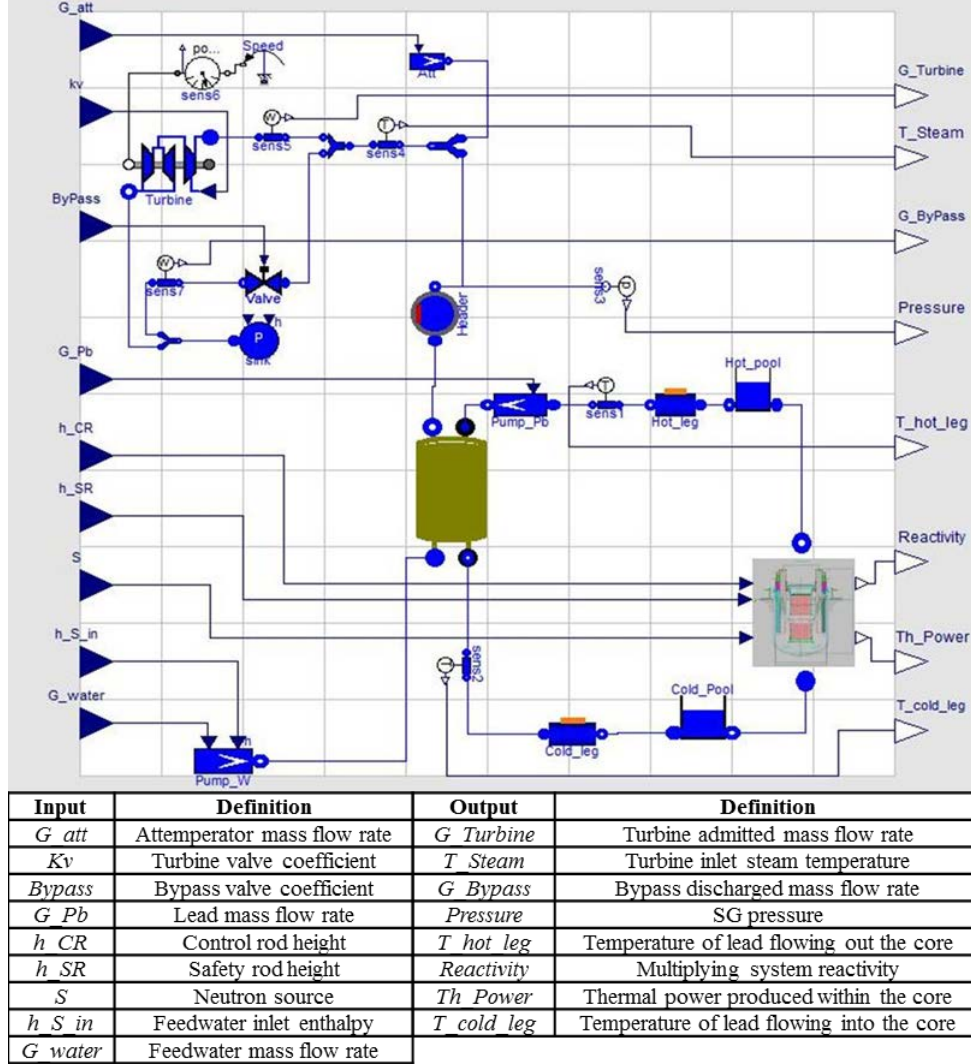 G_att
po...
Speed
Att
sens6
G_Turbine
kv
W
sens5
T
sens4
T_Steam
Turbine
ByPass
G_ByPass
W
sens7
Valve
sens3
P
Header
Pressure
h
P
sink
G_Pb
Hot_pool
T
sens1
Pump_Pb
Hot_leg
h_CR
T_hot_leg
h_SR
Reactivity
S
h_S_in
Th_Power
T
sens2
G_water
Cold_Pool
T_cold_leg
Cold_leg
h
Pump_W
Input Definition Output Definition
G_att Attemperator mass flow rate G_Turbine Turbine admitted mass flow rate
Kv Turbine valve coefficient T_Steam Turbine inlet steam temperature
Bypass Bypass valve coefficient G_Bypass Bypass discharged mass flow rate
G_Pb Lead mass flow rate Pressure SG pressure
h_CR Control rod height T_hot_leg Temperature of lead flowing out the core
h_SR Safety rod height Reactivity Multiplying system reactivity
S Neutron source Th_Power Thermal power produced within the core
h_S_in Feedwater inlet enthalpy T_cold_leg Temperature of lead flowing into the core
G_water Feedwater mass flow rate